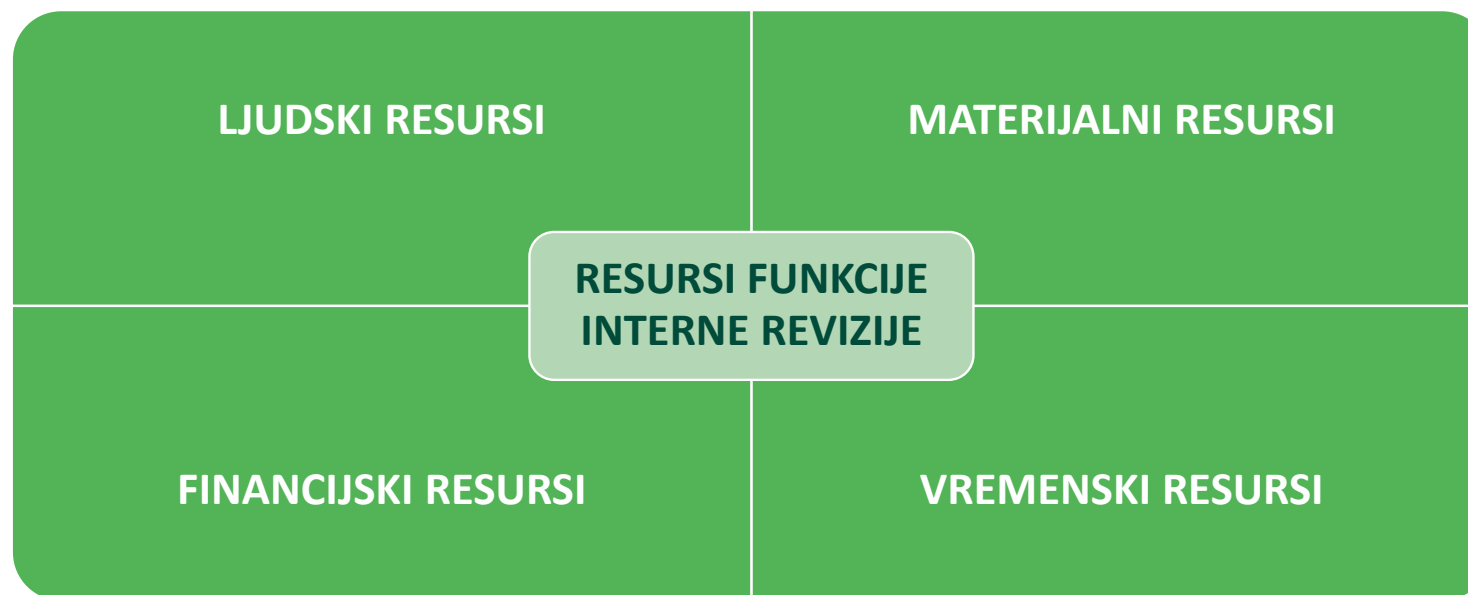 LJUDSKI RESURSI
MATERIJALNI RESURSI
RESURSI FUNKCIJE
INTERNE REVIZIJE
FINANCIJSKI RESURSI
VREMENSKI RESURSI